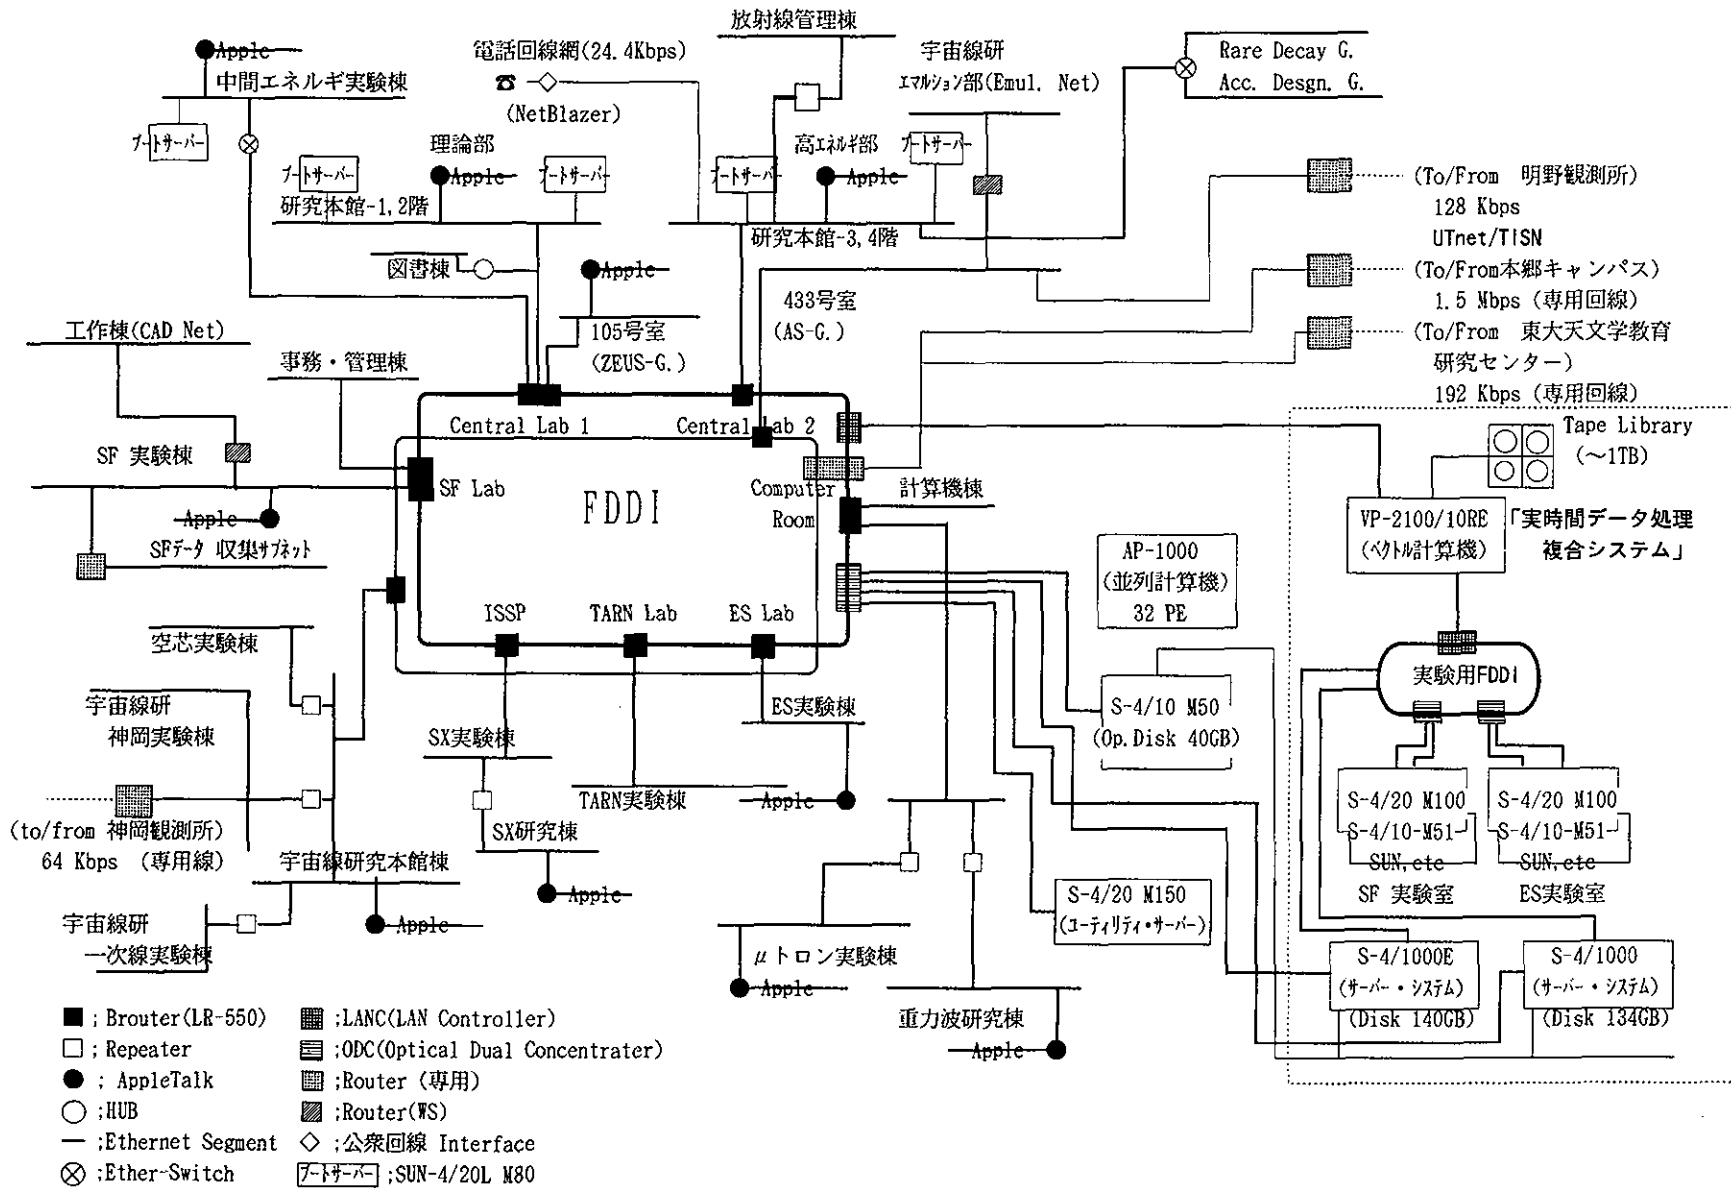 放射線管理棟
Apple
電話回線網(24.4Kbps)
宇宙線研
Rare Decay G.
中間エネルギ実験棟
エマルション部(Emul. Net)
Acc. Desgn. G.
(NetBlazer)
ブートサーバー
理論部
高エネルギ部
ブートサーバー
ブートサーバー
Apple
ブートサーバー
ブートサーバー
Apple
(To/From 明野観測所)
128 Kbps
UTnet/TISN
研究本館-1,2階
研究本館-3,4階
図書棟
Apple
(To/From本郷キャンパス)
1.5 Mbps (専用回線)
433号室
(AS-G.)
工作棟(CAD Net)
105号室
(ZEUS-G.)
(To/From 東大天文学教育
研究センター)
192 Kbps (専用回線)
事務・管理棟
Central Lab 1
Central Lab 2
Tape Library
(～1TB)
SF 実験棟
SF Lab
FDDI
Computer
Room
計算機棟
Apple
VP-2100/10RE
(ベクトル計算機)
「実時間データ処理
複合システム」
SFデータ 収集サブネット
AP-1000
(並列計算機)
32 PE
ISSP
TARN Lab
ES Lab
空芯実験棟
実験用FDDI
宇宙線研
神岡実験棟
ES実験棟
S-4/10 M50
(Op.Disk 40GB)
SX実験棟
TARN実験棟
Apple
S-4/20 M100
S-4/10-M51
SUN,etc
SF 実験室
S-4/20 M100
S-4/10-M51
SUN,etc
ES実験室
(to/from 神岡観測所)
64 Kbps (専用線)
SX研究棟
宇宙線研究本館棟
Apple
S-4/20 M150
(ユーティリティ・サーバー)
宇宙線研
一次線実験棟
Apple
μトロン実験棟
Apple
S-4/1000E
(サーバー・システム)
(Disk 140GB)
S-4/1000
(サーバー・システム)
(Disk 134GB)
重力波研究棟
Apple
;Brouter(LR-550)
;LANC(LAN Controller)
;Repeater
;ODC(Optical Dual Concentrater)
; AppleTalk
;Router (専用)
;HUB
;Router(WS)
;Ethernet Segment
;公衆回線 Interface
;Ether-Switch
ブートサーバー ;SUN-4/20L M80